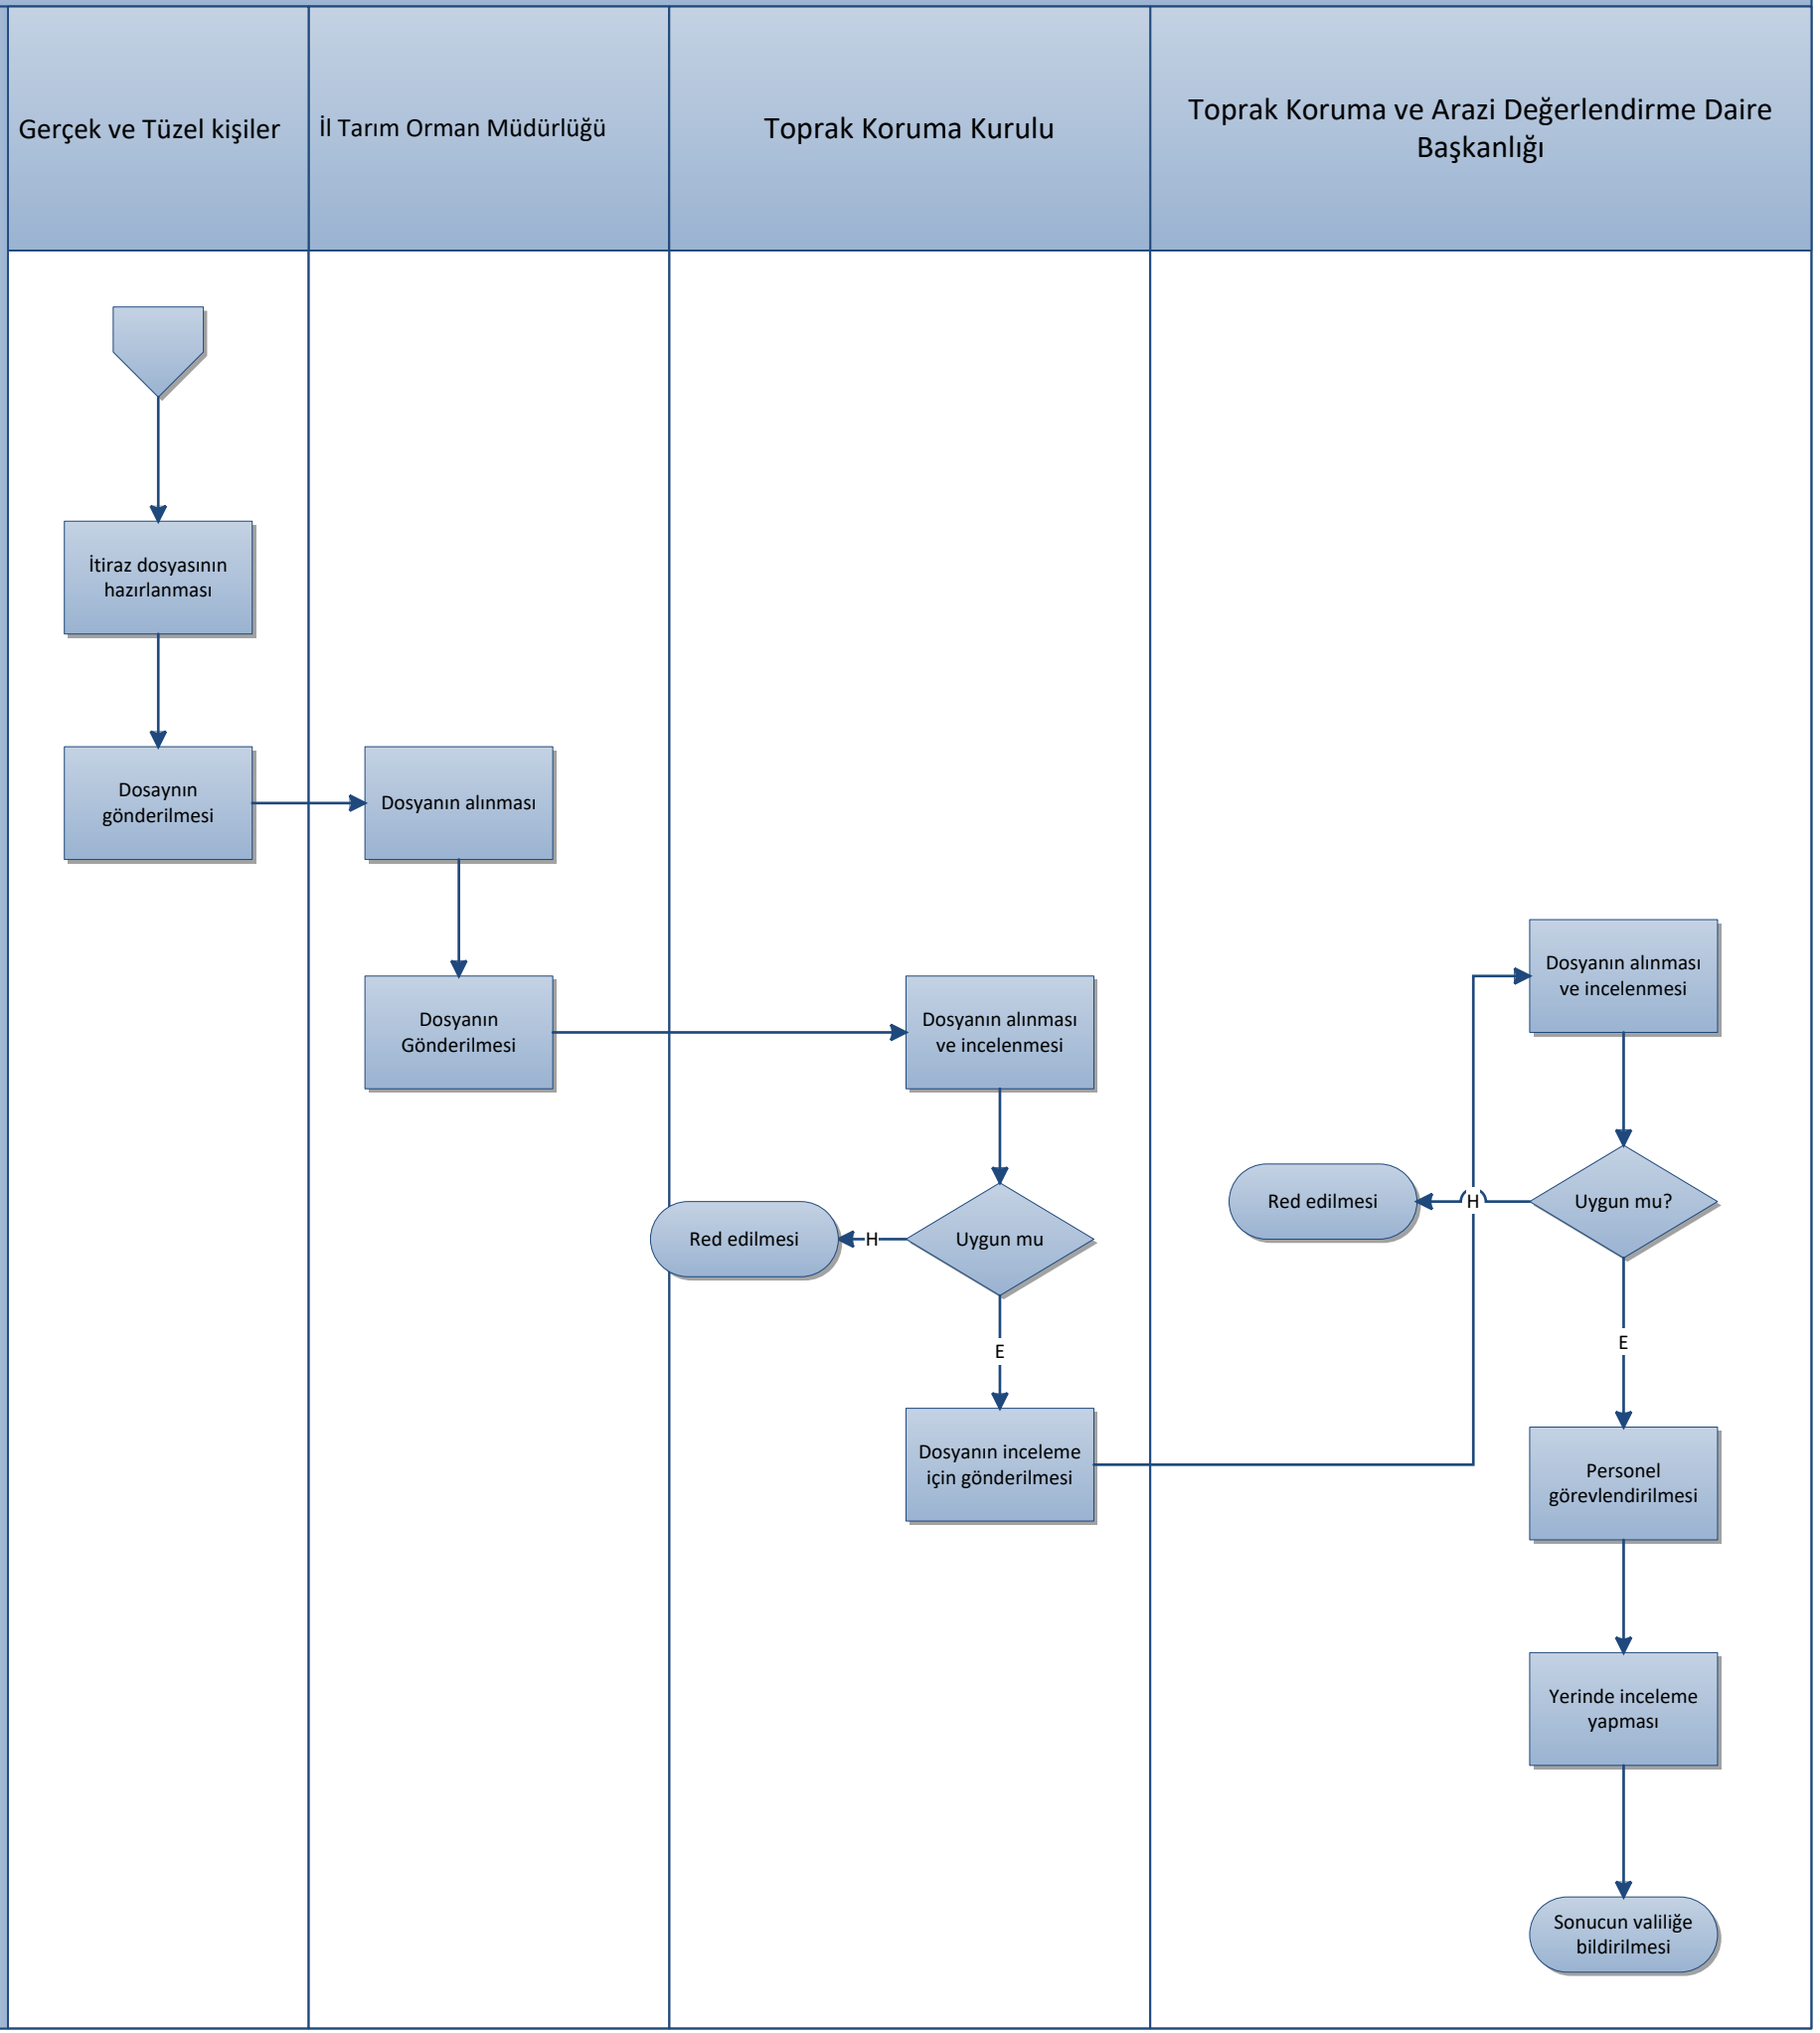 Gerçek ve Tüzel kişiler
İl Tarım Orman Müdürlüğü
Toprak Koruma Kurulu
Toprak Koruma ve Arazi Değerlendirme Daire
Başkanlığı
İtiraz dosyasının
hazırlanması
Dosaynın
gönderilmesi
Dosyanın alınması
Dosyanın
Gönderilmesi
Dosyanın alınması
ve incelenmesi
Uygun mu
H
Red edilmesi
E
Dosyanın inceleme
için gönderilmesi
Dosyanın alınması
ve incelenmesi
Uygun mu?
H
Red edilmesi
E
Personel
görevlendirilmesi
Yerinde inceleme
yapması
Sonucun valiliğe
bildirilmesi